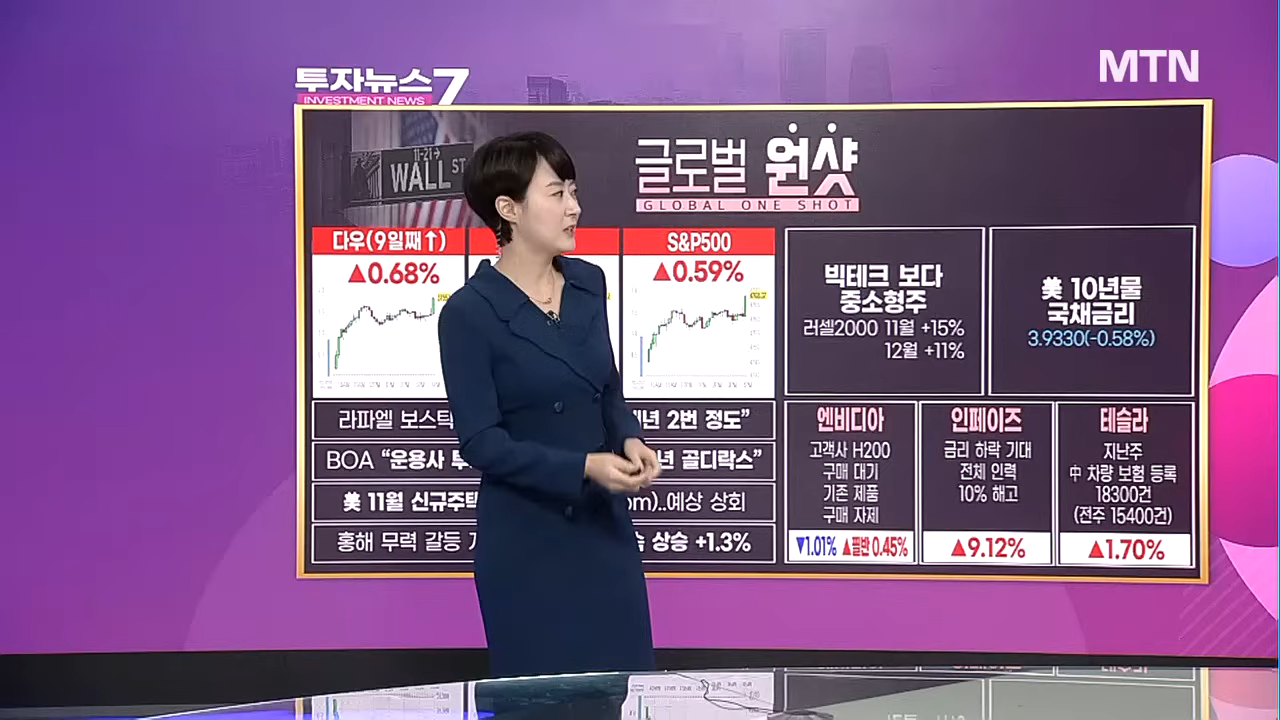 MTN
투자뉴스7
INVESTMENT NEWS
WALL ST
글로벌 원샷
GLOBAL ONE SHOT
다우(9일째↑)
▲0.68%
S&P500
▲0.59%
빅테크 보다
중소형주
러셀2000 11월 +15%
12월 +11%
美 10년물
국채금리
3.9330(-0.58%)
라파엘 보스틱
년 2번 정도”
BOA “운용사
년 골디락스”
美 11월 신규주택
..예상 상회
홍해 무력 갈등
상승 +1.3%
엔비디아
고객사 H200
구매 대기
기존 제품
구매 자제
▼1.01% ▲필반 0.45%
인페이즈
금리 하락 기대
전체 인력
10% 해고
▲9.12%
테슬라
지난주
中 차량 보험 등록
18300건
(전주 15400건)
▲1.70%